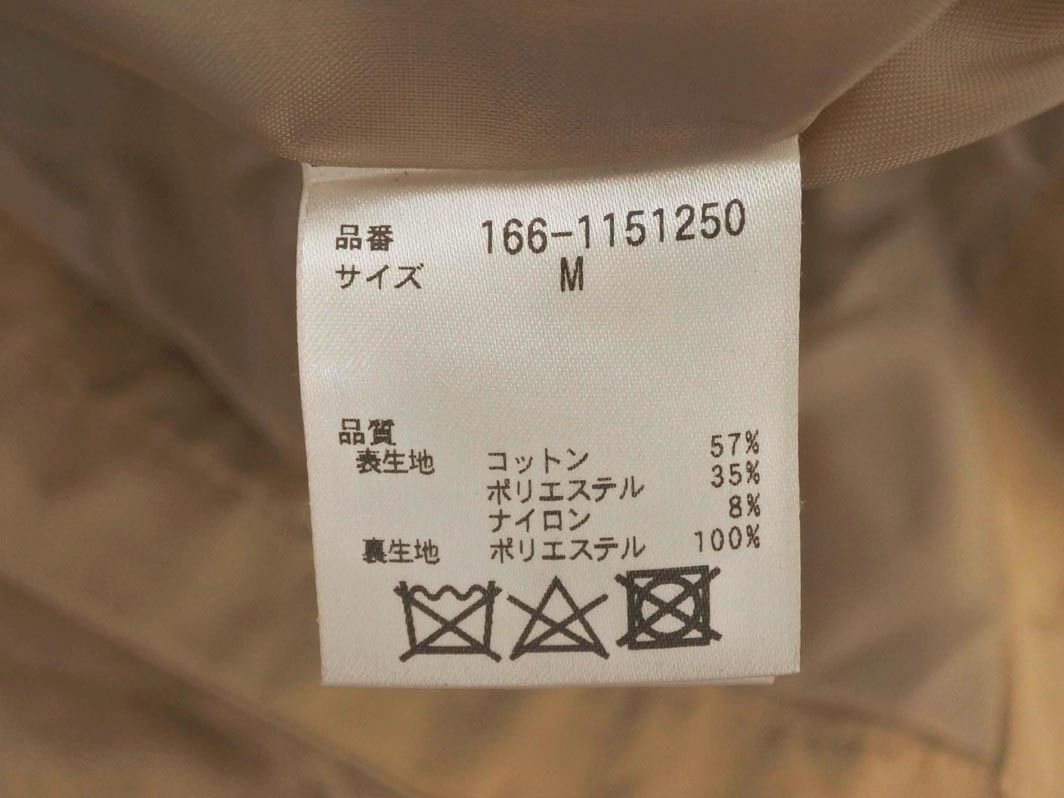 品番 166-1151250
サイズ M
品質
表生地 コットン 57%
ポリエステル 35%
ナイロン 8%
裏生地 ポリエステル 100%